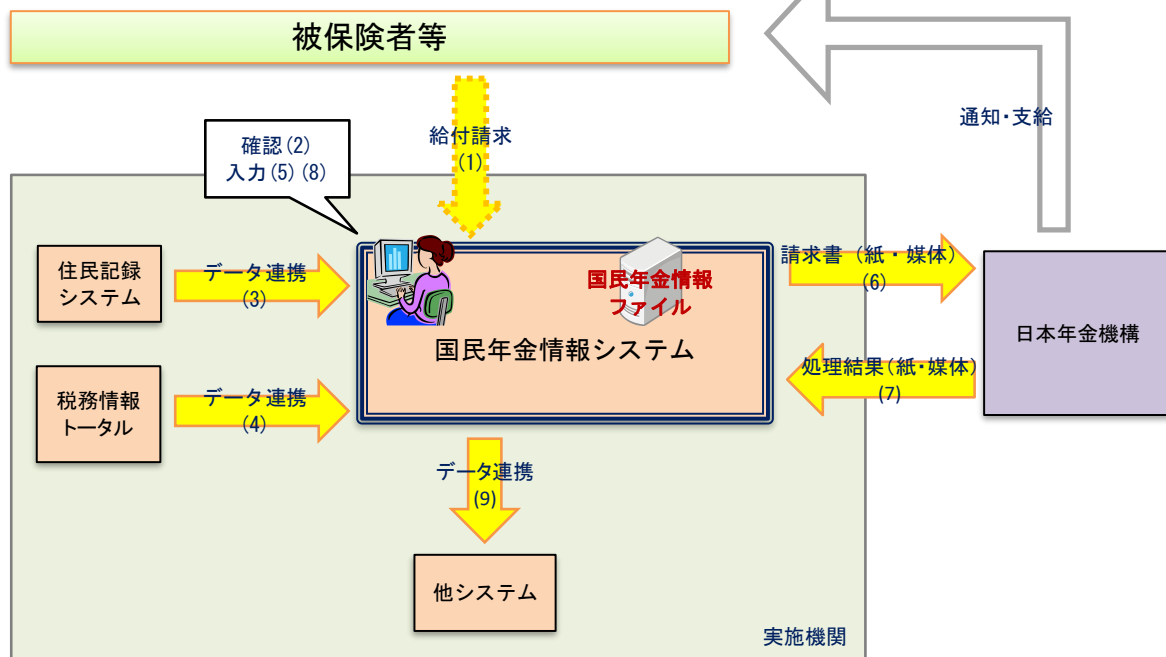 被保険者等
通知・支給
確認(2)
入力(5)(8)
給付請求
(1)
住民記録
システム
データ連携
(3)
国民年金情報
ファイル
国民年金情報システム
請求書（紙・媒体）
(6)
日本年金機構
処理結果(紙・媒体)
(7)
税務情報
トータル
データ連携
(4)
データ連携
(9)
他システム
実施機関